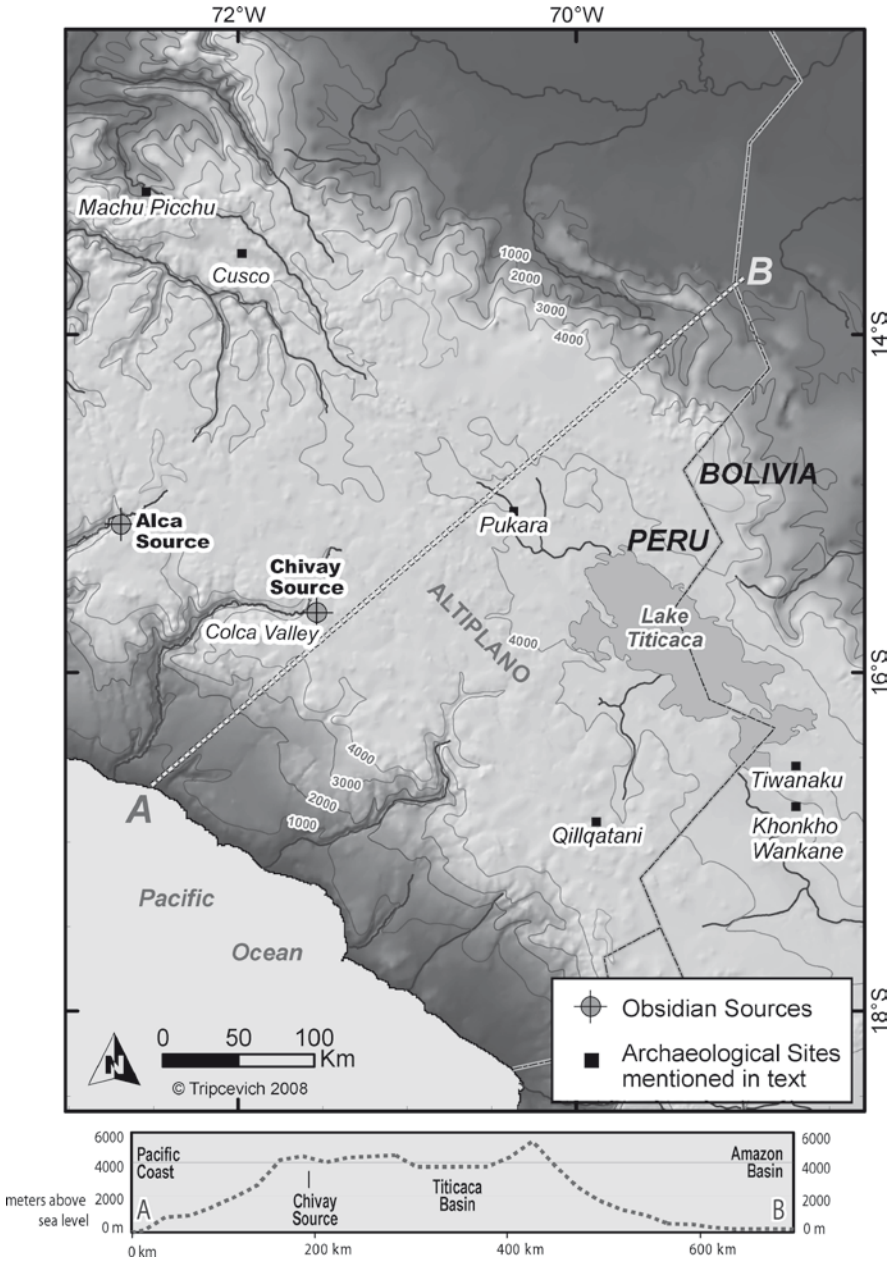 72°W
70°W
Machu Picchu
Cusco
1000
2000
3000
4000
B
14°S
BOLIVIA
Alca
Source
Pukara
PERU
Chivay
Source
Colca Valley
ALTIPLANO
4000
Lake
Titicaca
16°S
4000
3000
2000
1000
A
Tiwanaku
Qillqatani
Khonkho
Wankane
Pacific
Ocean
18°S
0 50 100
Km
N
© Tripcevich 2008
Obsidian Sources
Archaeological Sites
mentioned in text
6000
4000
2000
0 m
meters above
sea level
Pacific
Coast
A
Chivay
Source
Titicaca
Basin
Amazon
Basin
B
6000
4000
2000
0 m
0 km
200 km
400 km
600 km